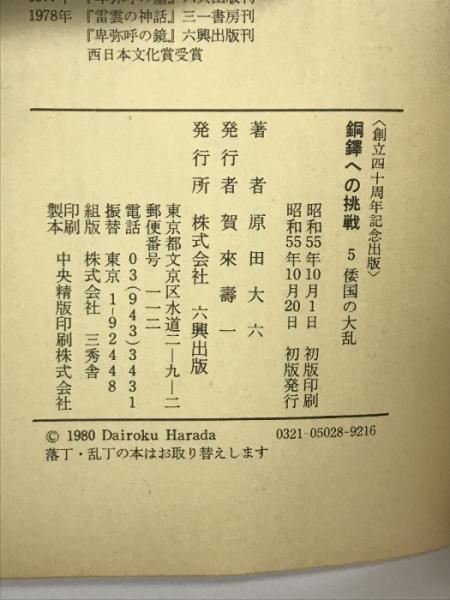 1978年 『雷雲の神話』三一書房刊
『卑弥呼の鏡』六興出版刊
西日本文化賞受賞
〈創立四十周年記念出版〉
銅鐸への挑戦 5 倭国の大乱
昭和55年10月1日 初版印刷
昭和55年10月20日 初版発行
著者 原田大六
発行者 賀來壽一
発行所 株式会社 六興出版
東京都文京区水道二―九―二
郵便番号 一一二
電話 03(943)3431
振替 東京 1―92448
組版 株式会社 三秀舎
印刷
製本 中央精版印刷株式会社
© 1980 Dairoku Harada 0321-05028-9216
落丁・乱丁の本はお取り替えします